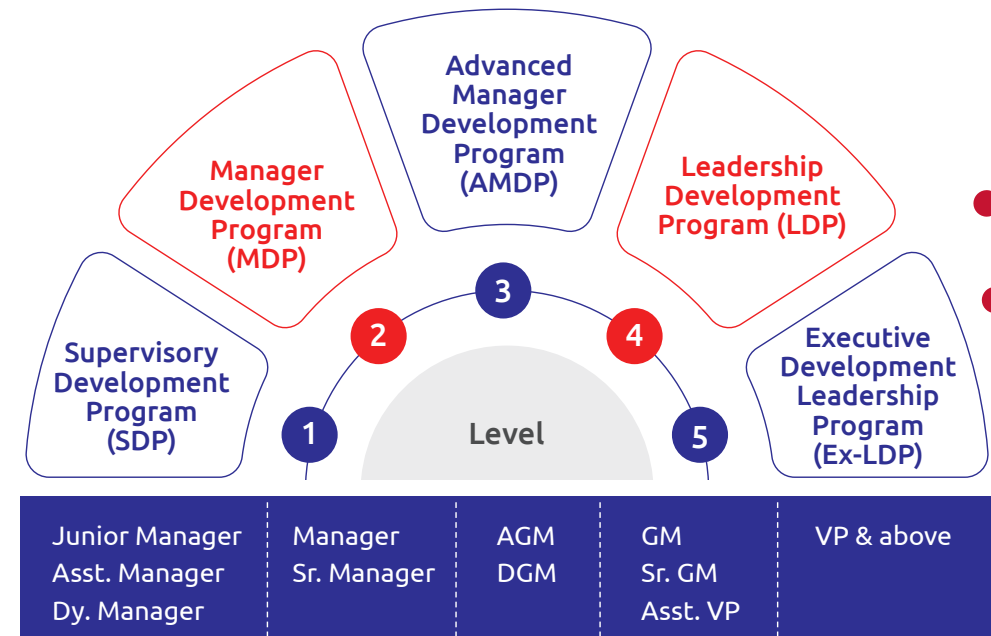 Supervisory
Development
Program
(SDP)
Manager
Development
Program
(MDP)
Advanced
Manager
Development
Program
(AMDP)
Leadership
Development
Program (LDP)
Executive
Development
Leadership
Program
(Ex-LDP)
1
2
3
4
5
Level
Junior Manager
Asst. Manager
Dy. Manager
Manager
Sr. Manager
AGM
DGM
GM
Sr. GM
Asst. VP
VP & above